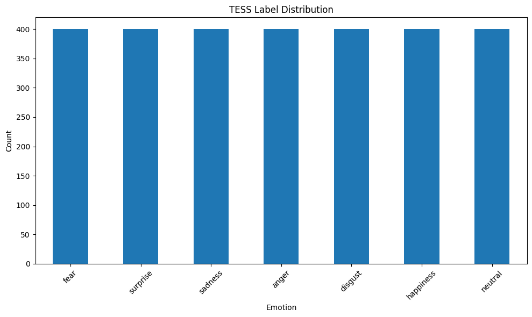 TESS Label Distribution
Count
400
350
300
250
200
150
100
50
0
fear
surprise
sadness
anger
disgust
happiness
neutral
Emotion